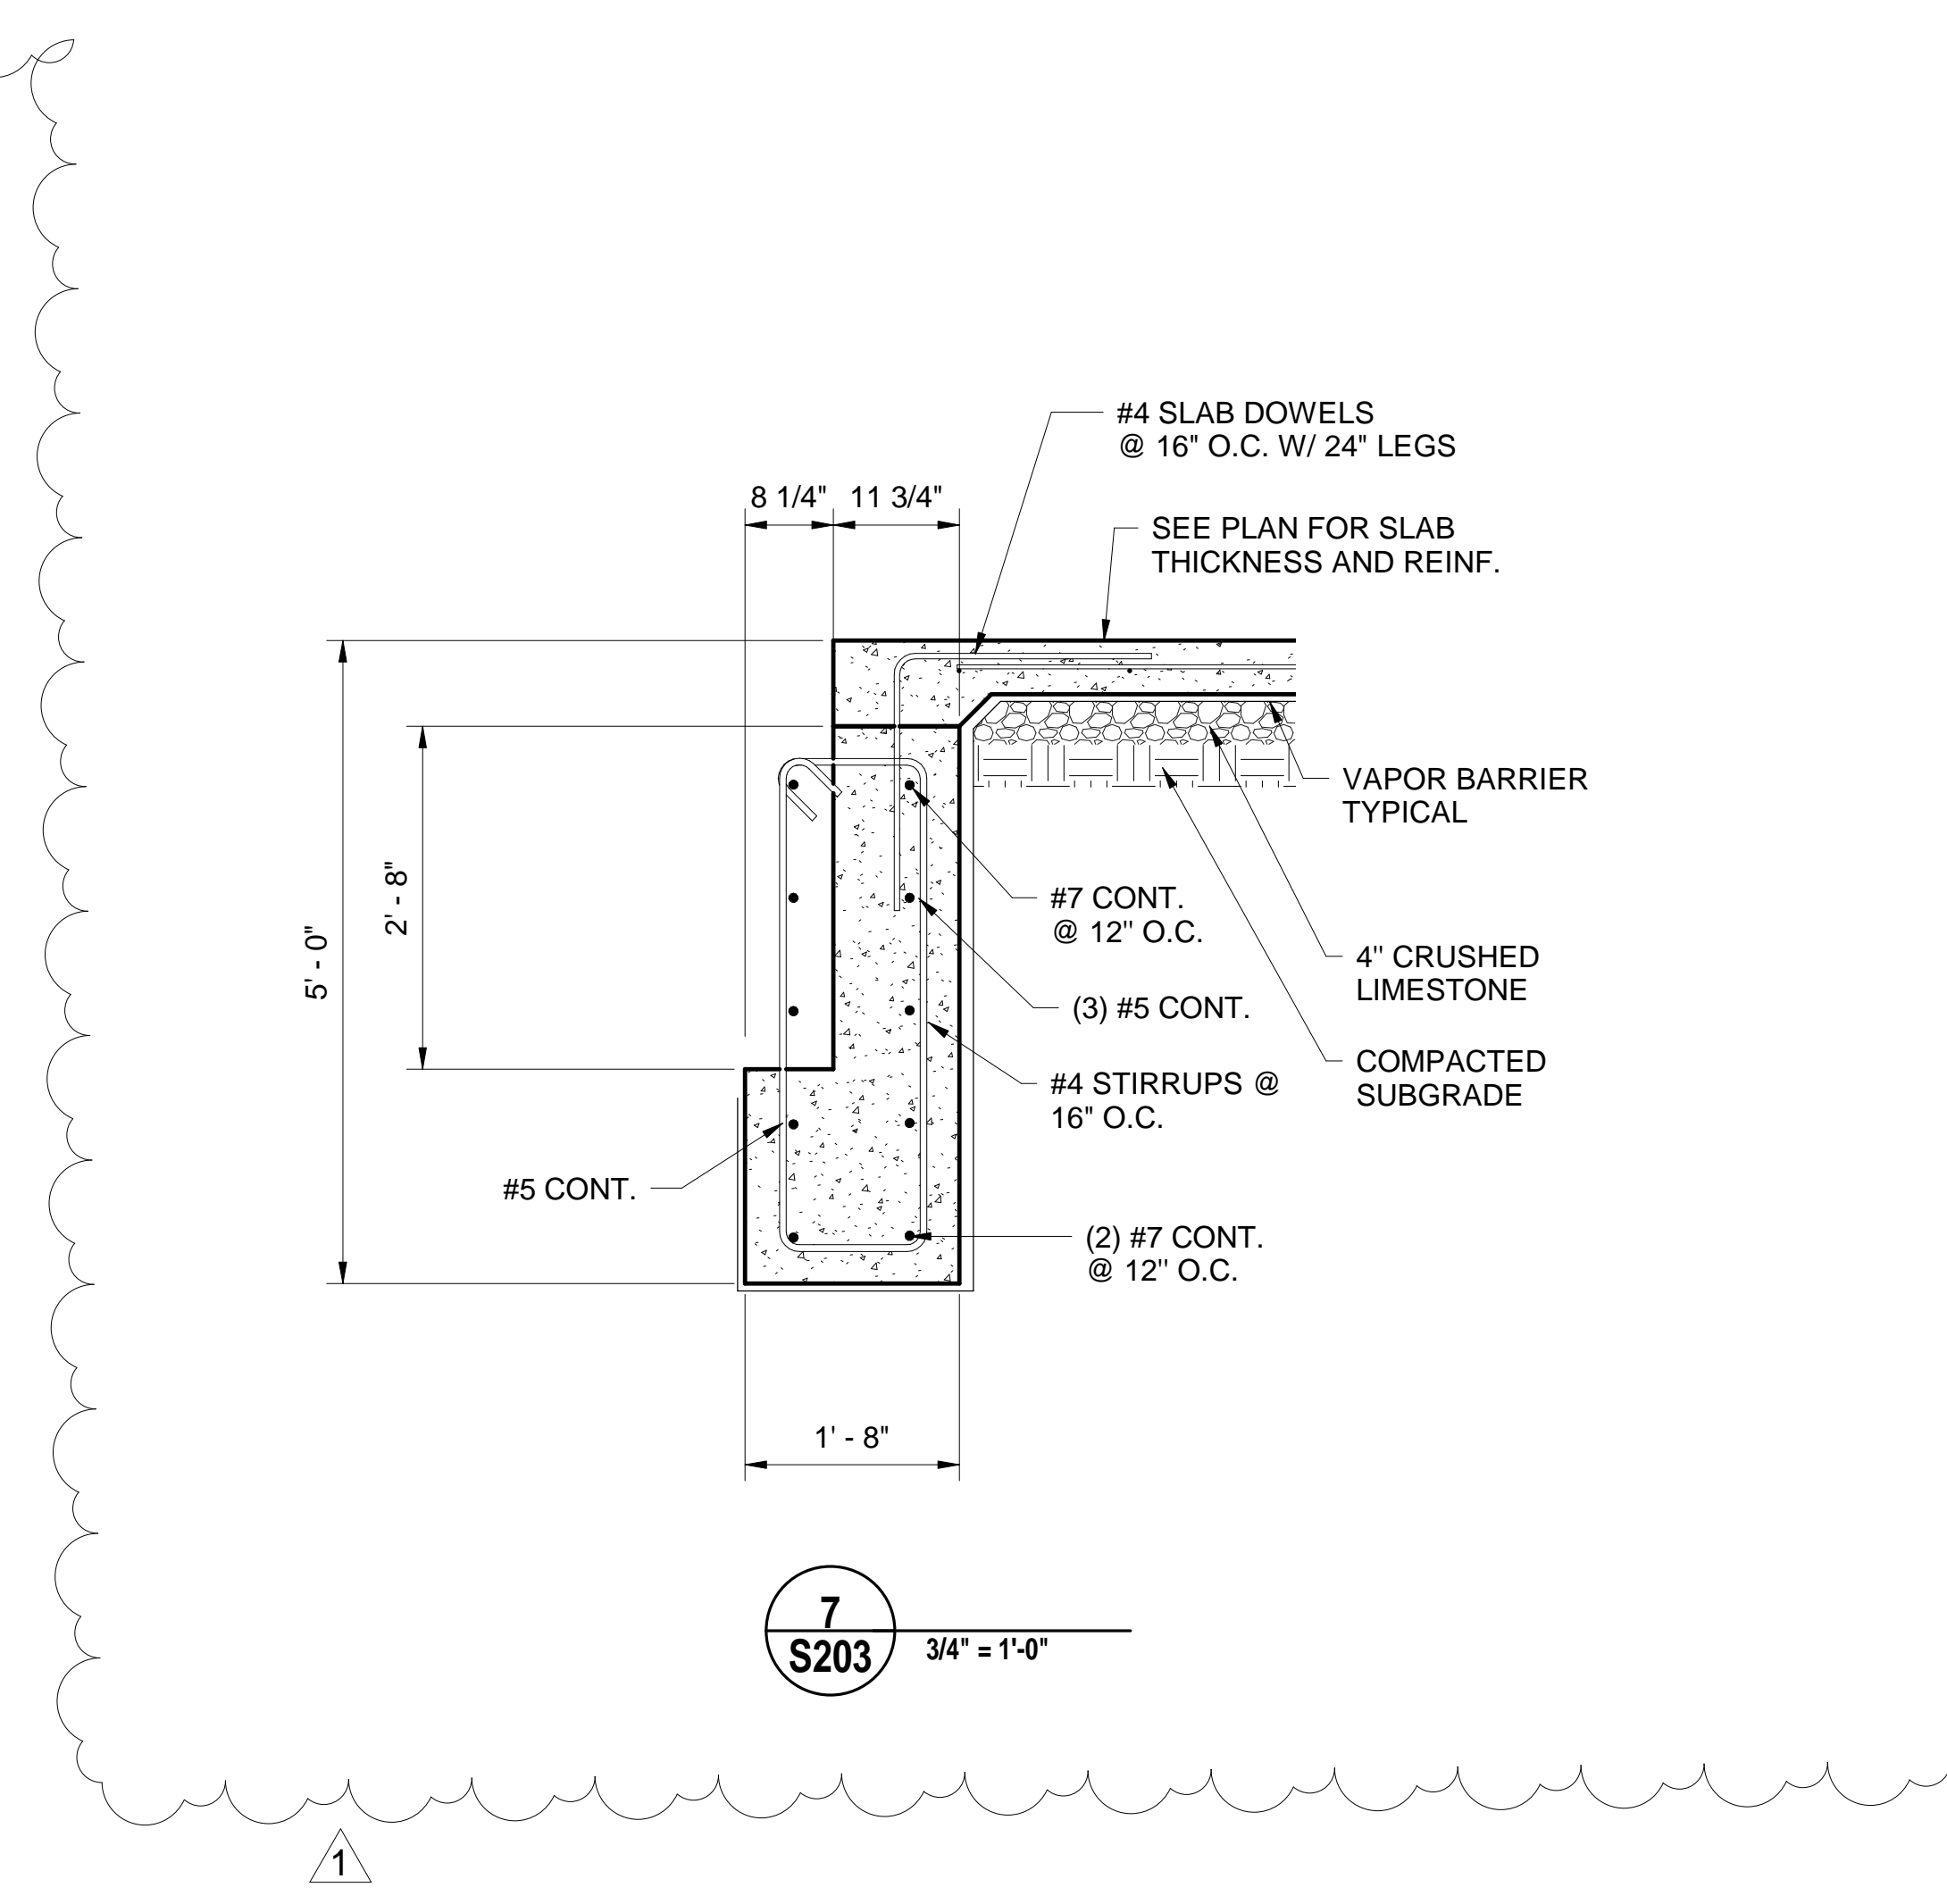 #4 SLAB DOWELS
@ 16" O.C. W/ 24" LEGS
8 1/4" 11 3/4"
SEE PLAN FOR SLAB
THICKNESS AND REINF.
VAPOR BARRIER
TYPICAL
5' - 0"
2' - 8"
#7 CONT.
@ 12" O.C.
4" CRUSHED
LIMESTONE
(3) #5 CONT.
COMPACTED
SUBGRADE
#4 STIRRUPS @
16" O.C.
#5 CONT.
(2) #7 CONT.
@ 12" O.C.
1' - 8"
7
S203
3/4" = 1'-0"
1